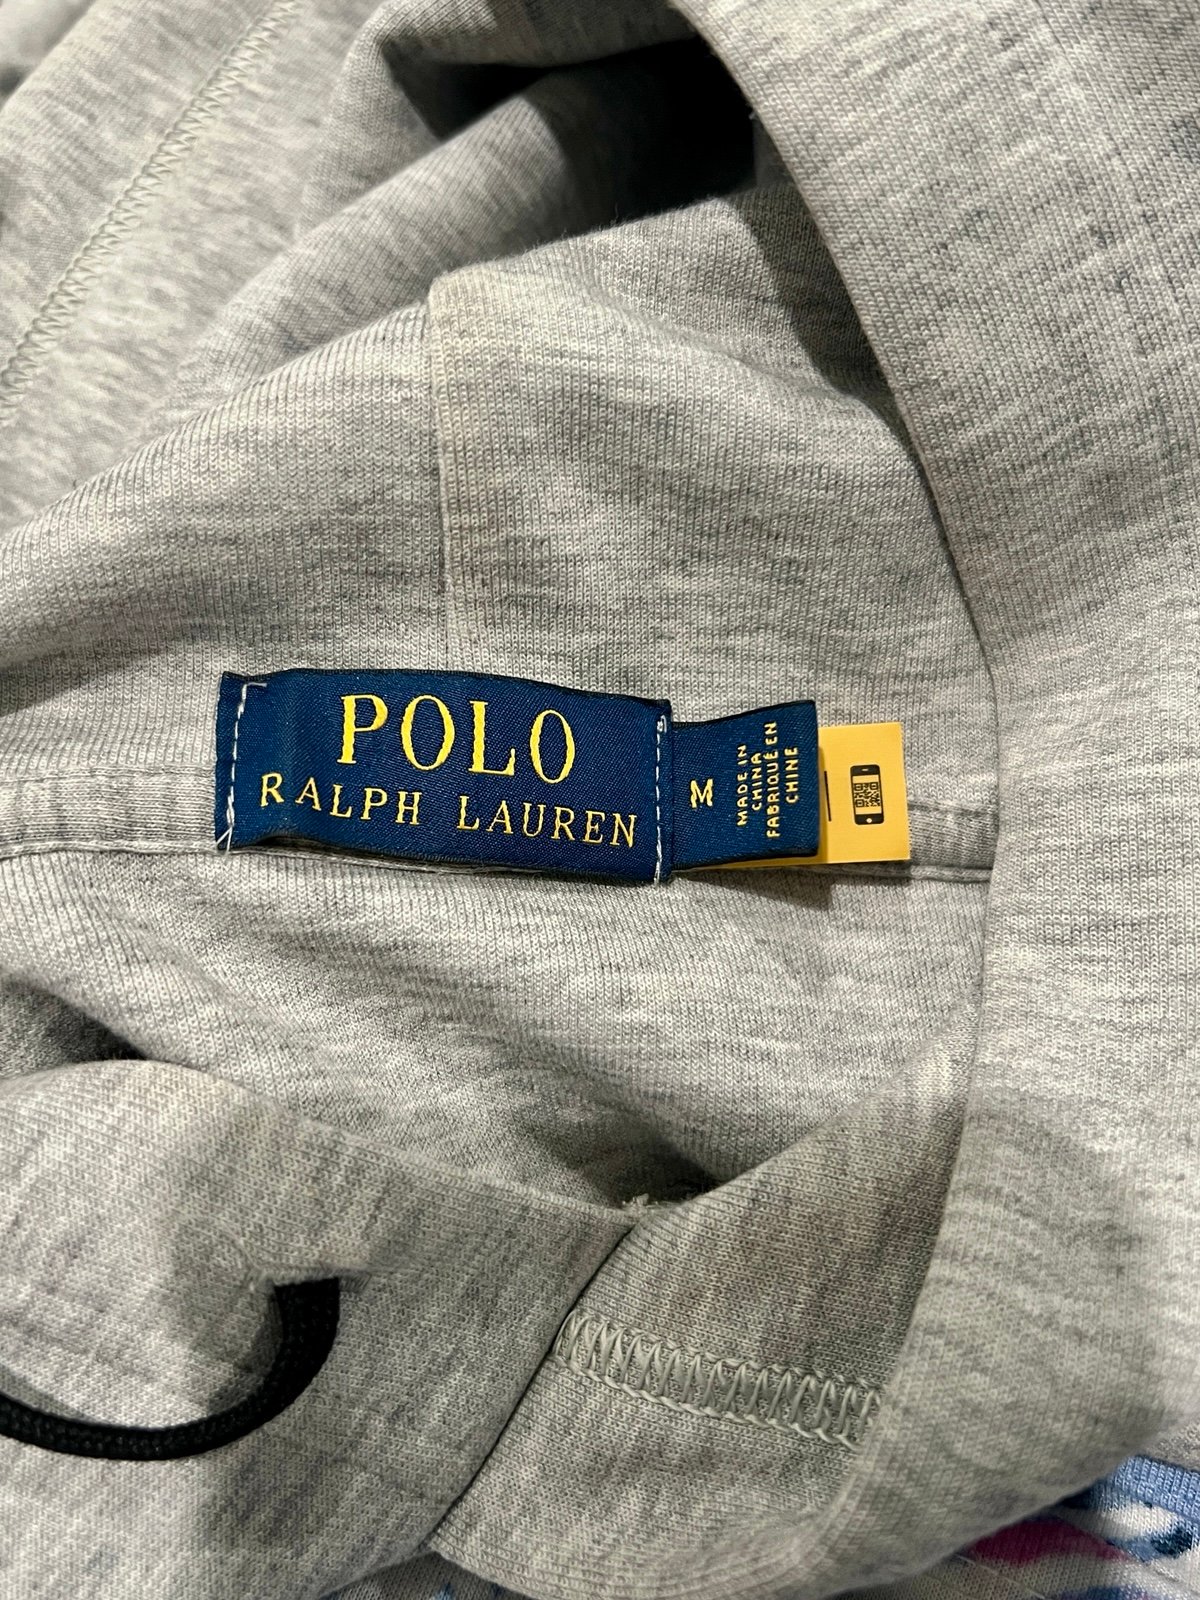 POLO
RALPH LAUREN
M
MADE IN
CHINA
FABRIQUÉ EN
CHINE